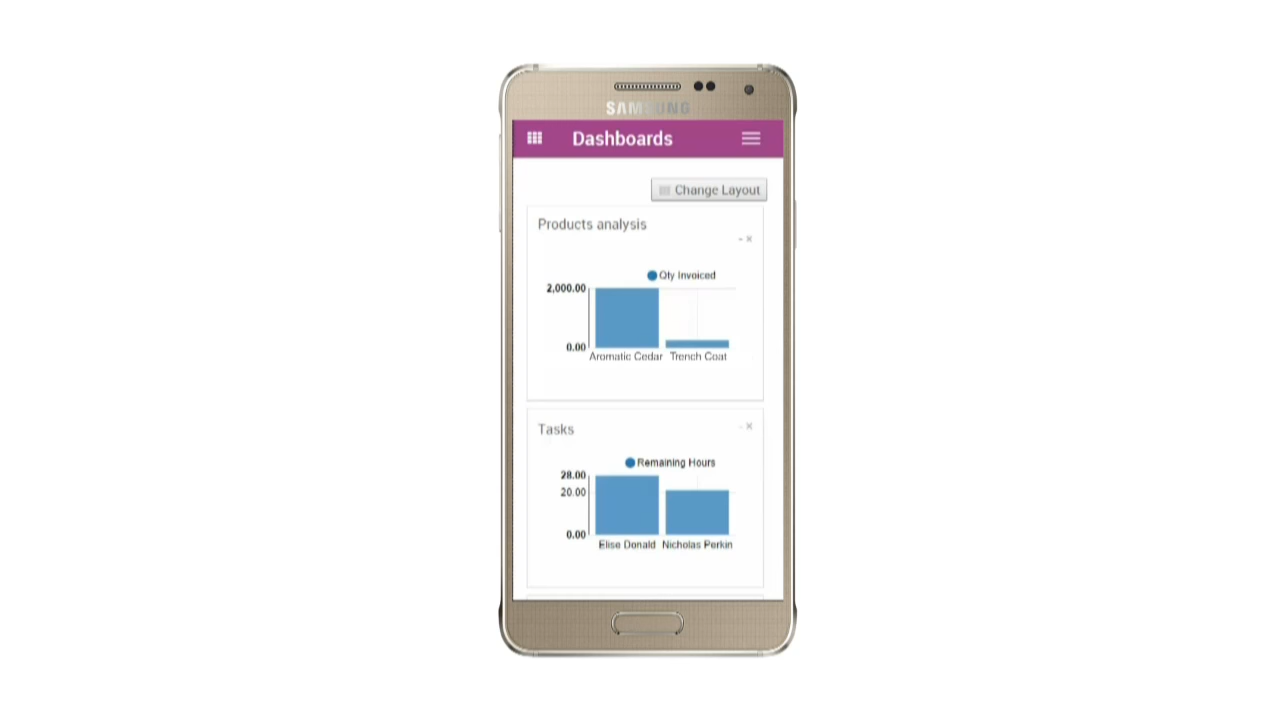 SAMSUNG
Dashboards
Change Layout
Products analysis
Qty Invoiced
2,000.00
0.00
Aromatic Cedar Trench Coat
Tasks
Remaining Hours
28.00
20.00
0.00
Elise Donald Nicholas Perkin